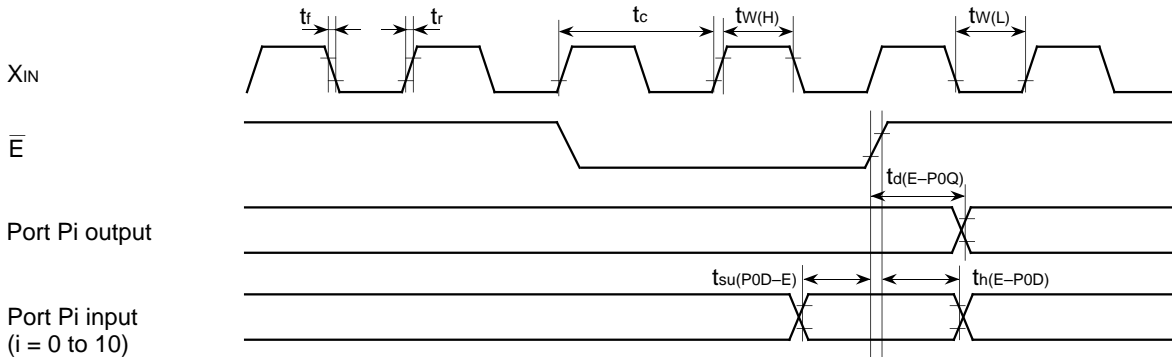 tf tr tc tW(H) tW(L)
XIN
E
td(E–P0Q)
Port Pi output
tsu(P0D–E) th(E–P0D)
Port Pi input
(i = 0 to 10)